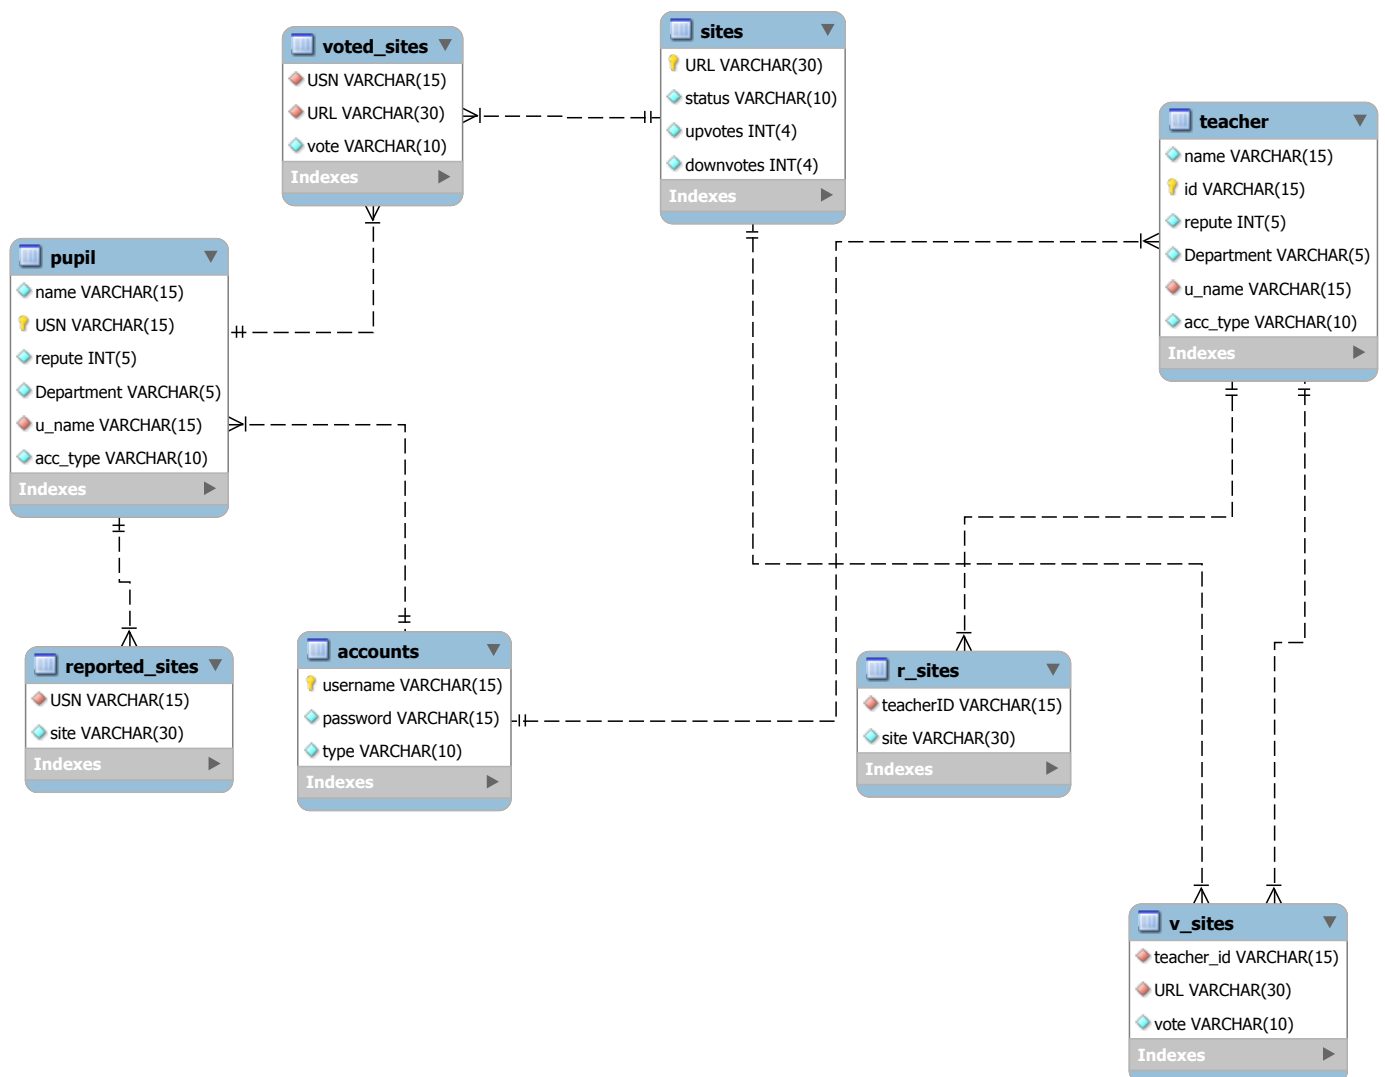 voted_sites
USN VARCHAR(15)
URL VARCHAR(30)
vote VARCHAR(10)
Indexes
sites
URL VARCHAR(30)
status VARCHAR(10)
upvotes INT(4)
downvotes INT(4)
Indexes
teacher
name VARCHAR(15)
id VARCHAR(15)
repute INT(5)
Department VARCHAR(5)
u_name VARCHAR(15)
acc_type VARCHAR(10)
Indexes
pupil
name VARCHAR(15)
USN VARCHAR(15)
repute INT(5)
Department VARCHAR(5)
u_name VARCHAR(15)
acc_type VARCHAR(10)
Indexes
reported_sites
USN VARCHAR(15)
site VARCHAR(30)
Indexes
accounts
username VARCHAR(15)
password VARCHAR(15)
type VARCHAR(10)
Indexes
r_sites
teacherID VARCHAR(15)
site VARCHAR(30)
Indexes
v_sites
teacher_id VARCHAR(15)
URL VARCHAR(30)
vote VARCHAR(10)
Indexes